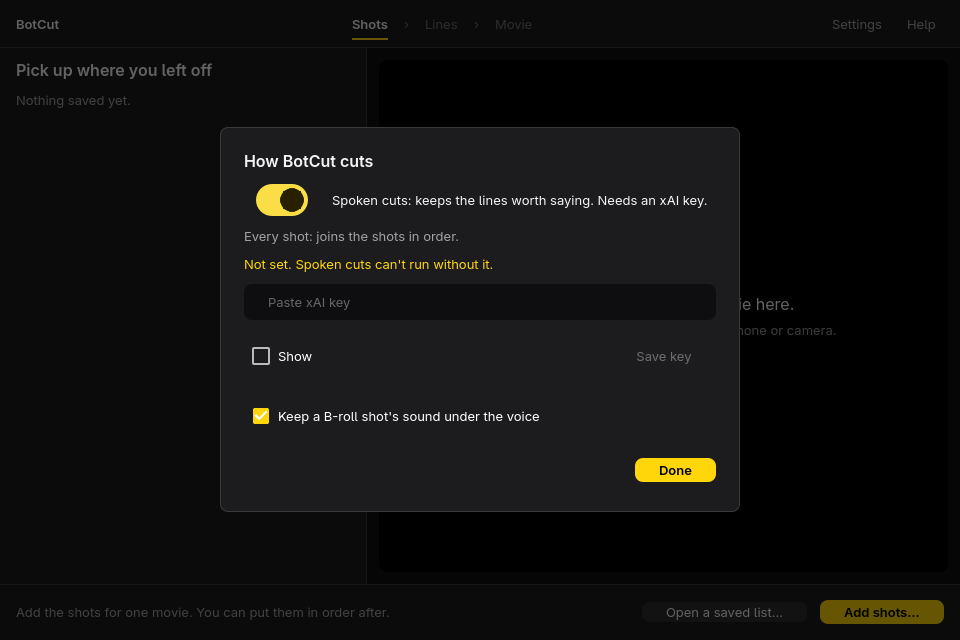 BotCut
Shots › Lines › Movie
Settings Help
Pick up where you left off
Nothing saved yet.
How BotCut cuts
Spoken cuts: keeps the lines worth saying. Needs an xAI key.
Every shot: joins the shots in order.
Not set. Spoken cuts can't run without it.
Paste xAI key
Show
Save key
Keep a B-roll shot's sound under the voice
Done
here.
or camera.
Add the shots for one movie. You can put them in order after.
Open a saved list...
Add shots...